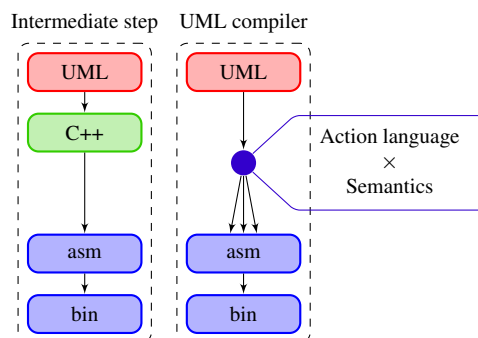 Intermediate step
UML compiler
UML
UML
C++
Action language
×
Semantics
asm
asm
bin
bin